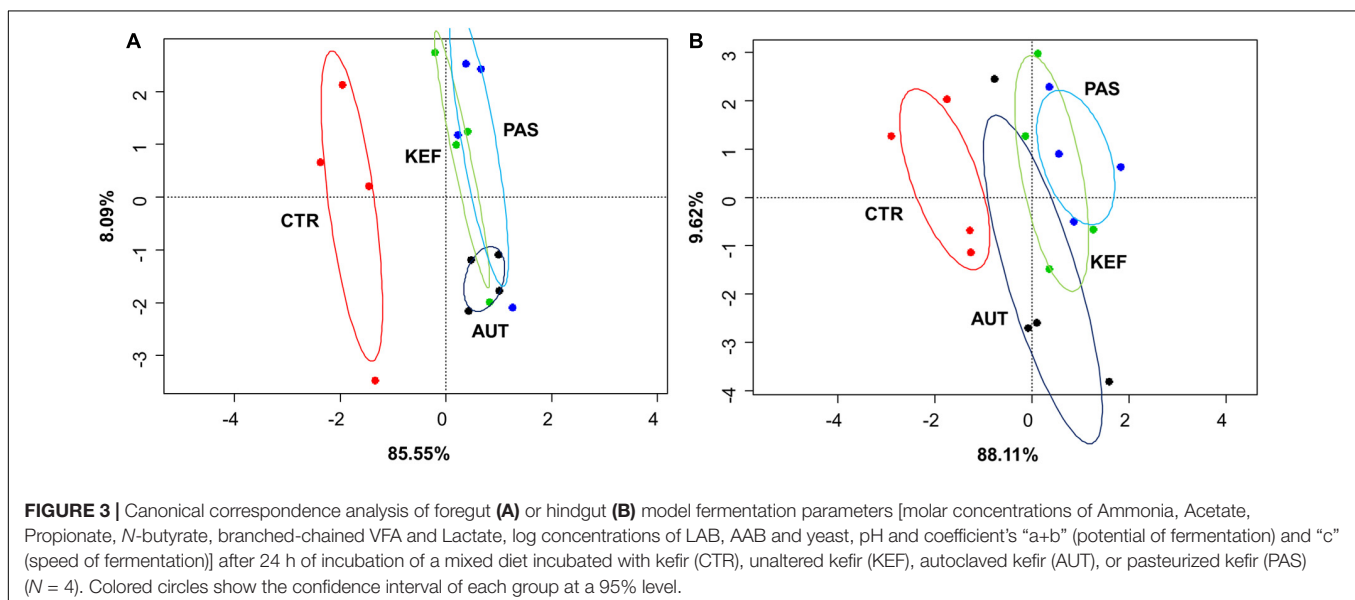 A
B
2
1
0
-1
-2
-3
8.09%
KEF
PAS
CTR
AUT
-4
-2
0
2
4
85.55%
3
2
1
0
-1
-2
-3
-4
9.62%
PAS
CTR
KEF
AUT
-4
-2
0
2
4
88.11%
FIGURE 3 | Canonical correspondence analysis of foregut (A) or hindgut (B) model fermentation parameters [molar concentrations of Ammonia, Acetate,
Propionate, N-butyrate, branched-chained VFA and Lactate, log concentrations of LAB, AAB and yeast, pH and coefficient's “a+b” (potential of fermentation) and “c”
(speed of fermentation)] after 24 h of incubation of a mixed diet incubated with kefir (CTR), unaltered kefir (KEF), autoclaved kefir (AUT), or pasteurized kefir (PAS)
(N = 4). Colored circles show the confidence interval of each group at a 95% level.